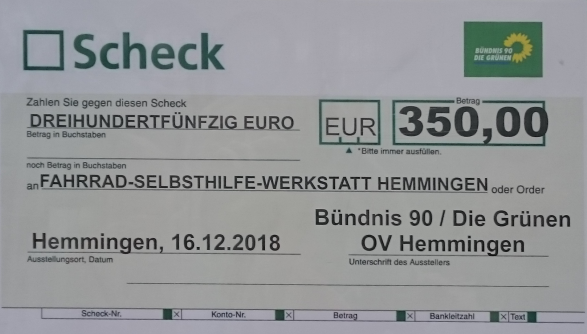 Scheck
BÜNDNIS 90
DIE GRÜNEN
Zahlen Sie gegen diesen Scheck
DREIHUNDERTFÜNFZIG EURO
Betrag in Buchstaben
EUR
Betrag
350,00
*Bitte immer ausfüllen.
noch Betrag in Buchstaben
an FAHRRAD-SELBSTHILFE-WERKSTATT HEMMINGEN oder Order
Bündnis 90 / Die Grünen
Hemmingen, 16.12.2018 OV Hemmingen
Ausstellungsort, Datum Unterschrift des Ausstellers
Scheck-Nr. X Konto-Nr. X Betrag X Bankleitzahl X Text